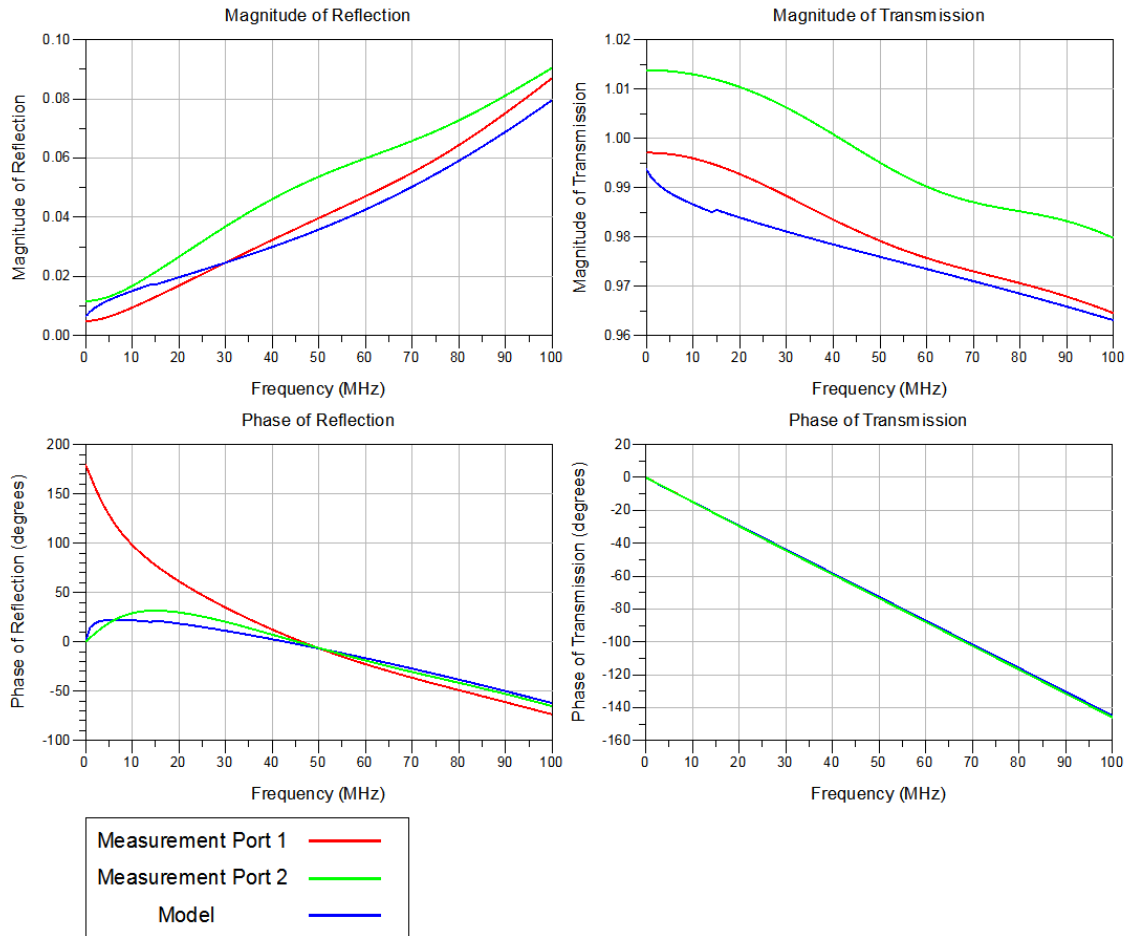 Magnitude of Reflection
0.10
0.08
0.06
0.04
0.02
0.00
Magnitude of Reflection
0 10 20 30 40 50 60 70 80 90 100
Frequency (MHz)
Magnitude of Transmission
1.02
1.01
1.00
0.99
0.98
0.97
0.96
Magnitude of Transmission
0 10 20 30 40 50 60 70 80 90 100
Frequency (MHz)
Phase of Reflection
200
150
100
50
0
-50
-100
Phase of Reflection (degrees)
0 10 20 30 40 50 60 70 80 90 100
Frequency (MHz)
Phase of Transmission
20
0
-20
-40
-60
-80
-100
-120
-140
-160
Phase of Transmission (degrees)
0 10 20 30 40 50 60 70 80 90 100
Frequency (MHz)
Measurement Port 1
Measurement Port 2
Model